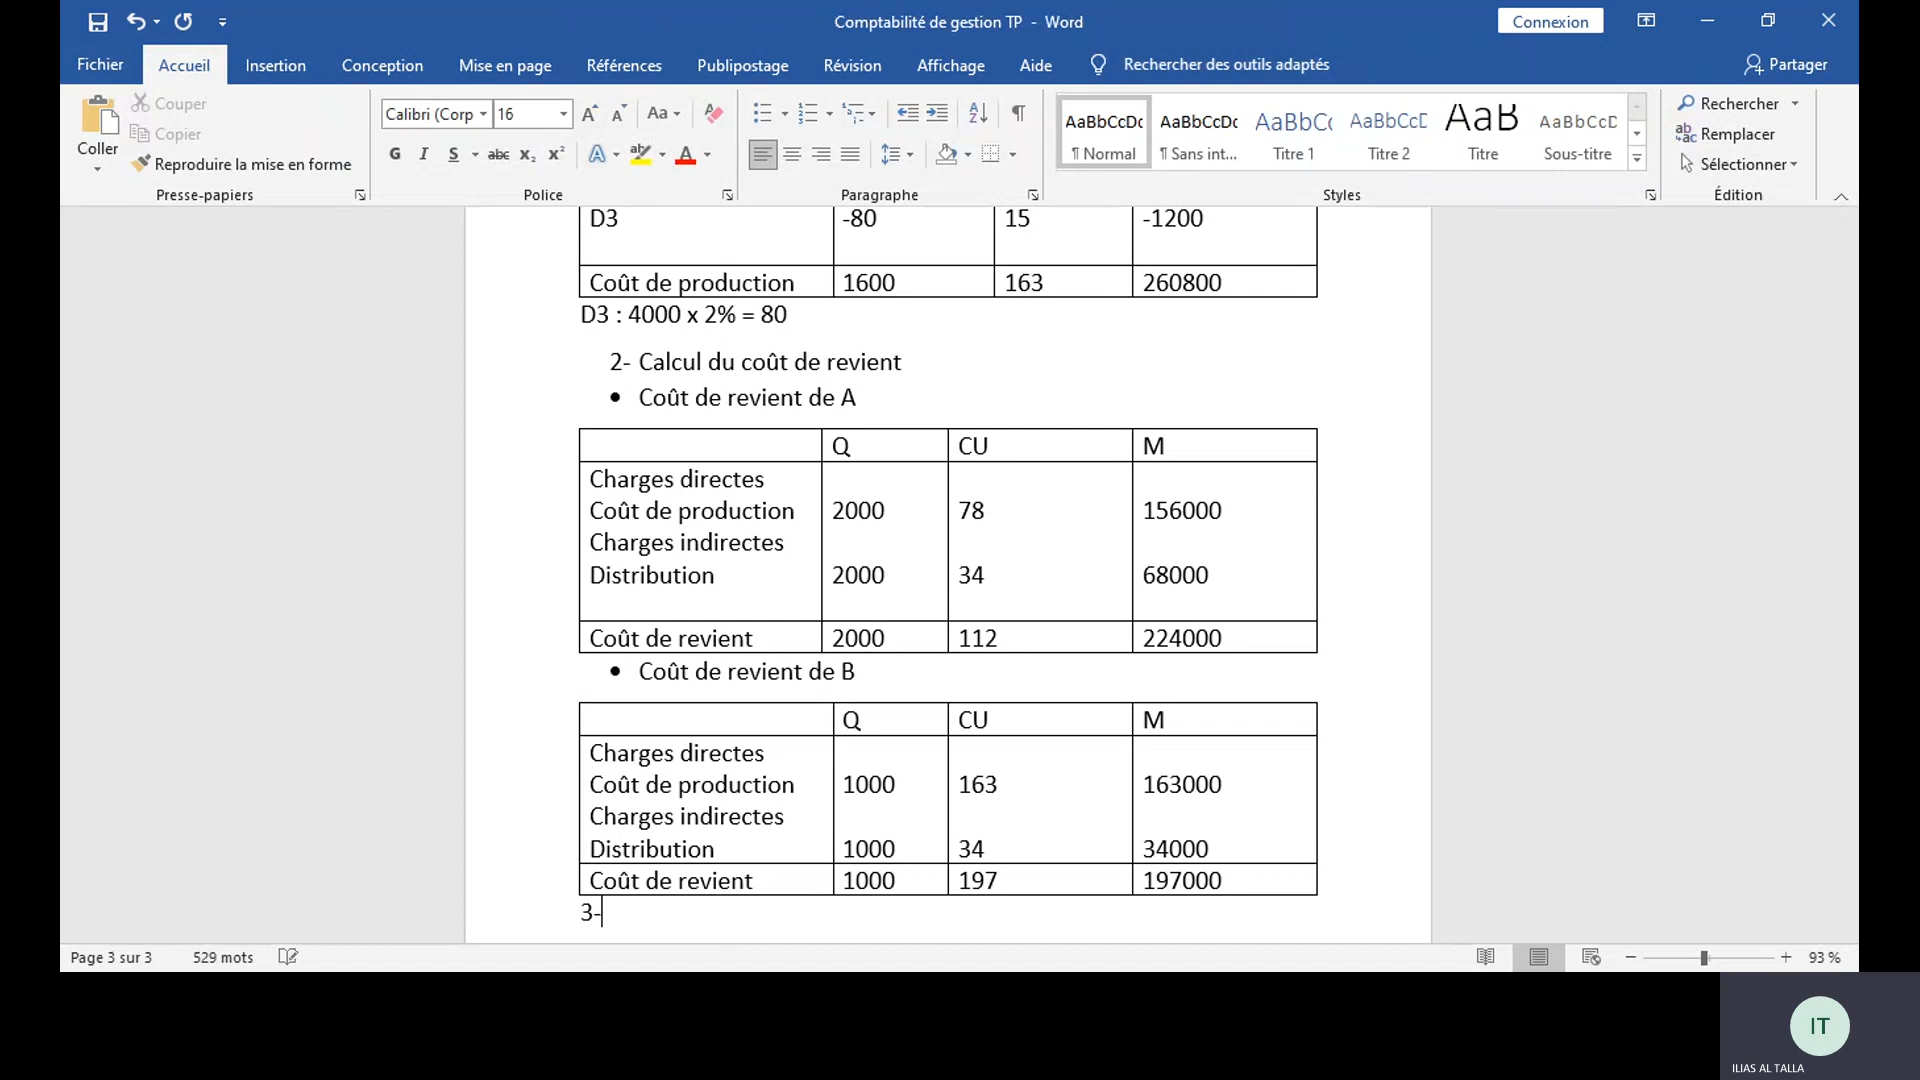 Comptabilité de gestion TP - Word
Connexion
Fichier Accueil Insertion Conception Mise en page Références Publipostage Révision Affichage Aide Rechercher des outils adaptés Partager
Coller
Couper
Copier
Reproduire la mise en forme
Presse-papiers
Calibri (Corp 16
G I S abc x₂ x²
Police
Paragraphe
AaBbCcDc AaBbCcDc AaBbCc AaBbCcD AaB AaBbCcD
¶ Normal ¶ Sans int... Titre 1 Titre 2 Titre Sous-titre
Styles
Rechercher
Remplacer
Sélectionner
Édition
D3 -80 15 -1200
Coût de production 1600 163 260800
D3 : 4000 x 2% = 80
2- Calcul du coût de revient
• Coût de revient de A
Q CU M
Charges directes
Coût de production 2000 78 156000
Charges indirectes
Distribution 2000 34 68000
Coût de revient 2000 112 224000
• Coût de revient de B
Q CU M
Charges directes
Coût de production 1000 163 163000
Charges indirectes
Distribution 1000 34 34000
Coût de revient 1000 197 197000
3-
Page 3 sur 3 529 mots 93 %
IT
ILIAS AL TALLA